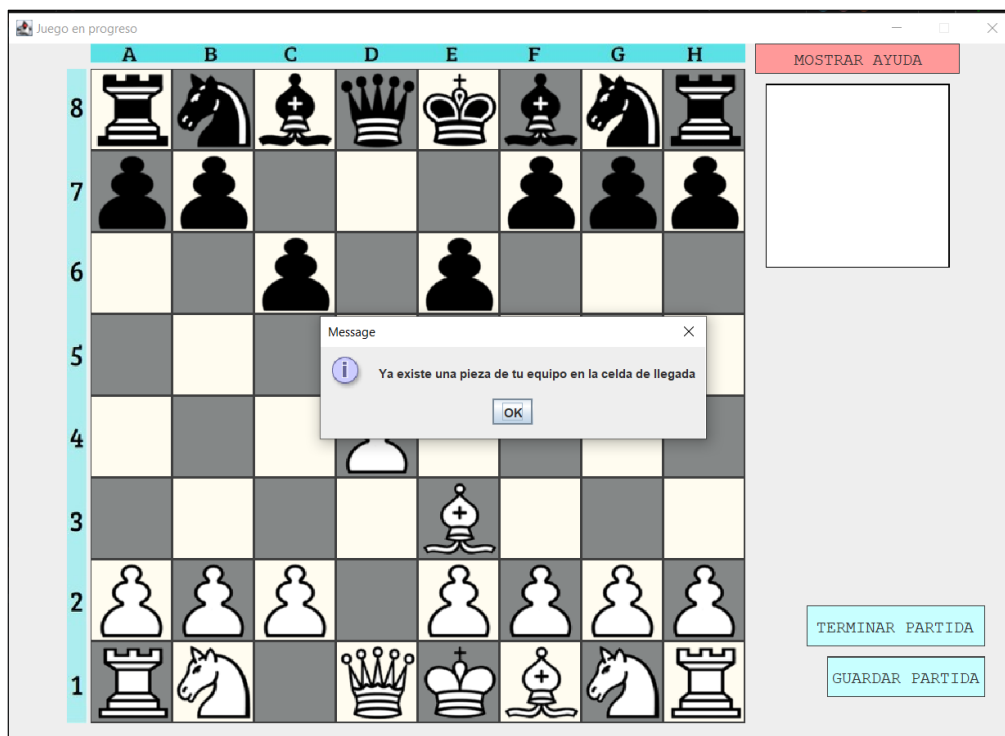 Juego en progreso
A B C D E F G H
MOSTRAR AYUDA
8
7
6
5
Message
Ya existe una pieza de tu equipo en la celda de llegada
OK
4
3
2
TERMINAR PARTIDA
1
GUARDAR PARTIDA